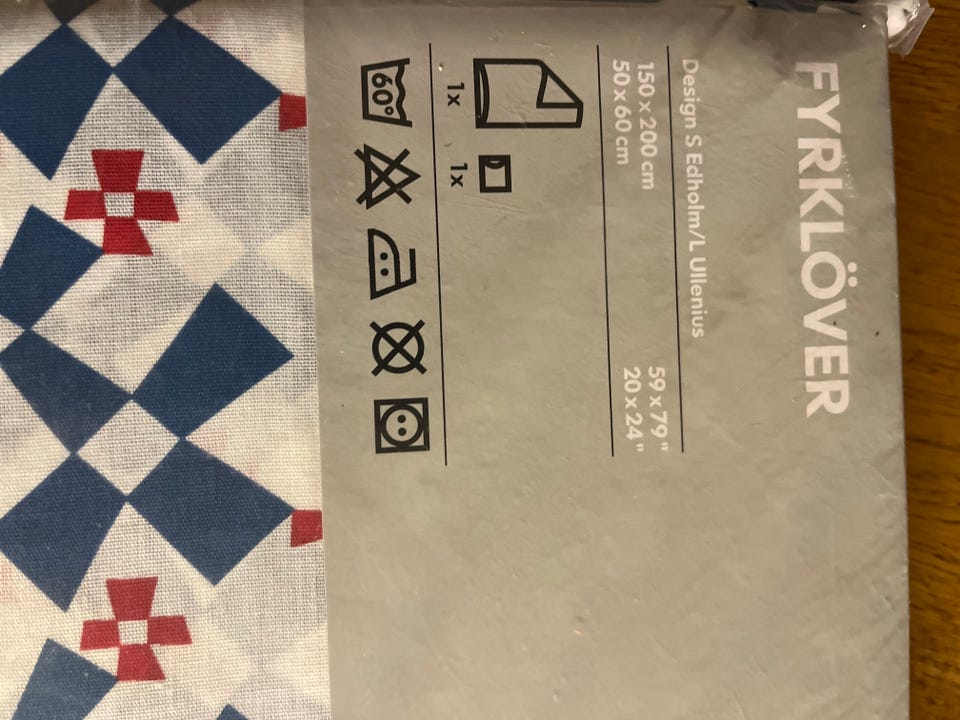 FYRKLÖVER
Design S Edholm/L Ullenius
150 x 200 cm 59 x 79"
50 x 60 cm 20 x 24"
1x 1x
60°